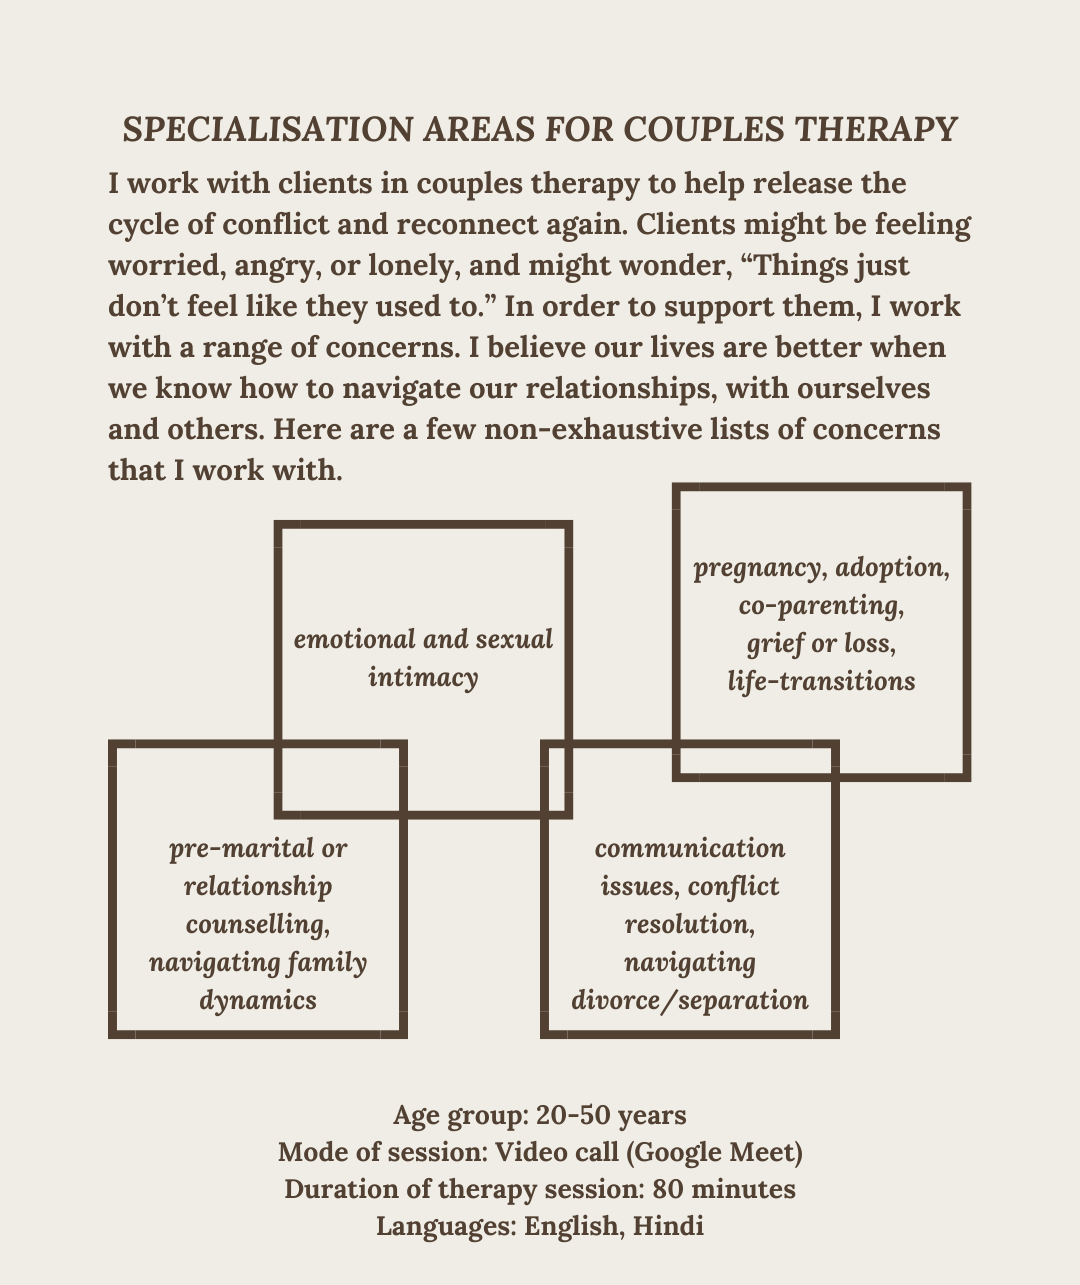 SPECIALISATION AREAS FOR COUPLES THERAPY
I work with clients in couples therapy to help release the
cycle of conflict and reconnect again. Clients might be feeling
worried, angry, or lonely, and might wonder, “Things just
don’t feel like they used to.” In order to support them, I work
with a range of concerns. I believe our lives are better when
we know how to navigate our relationships, with ourselves
and others. Here are a few non-exhaustive lists of concerns
that I work with.
emotional and sexual
intimacy
pregnancy, adoption,
co-parenting,
grief or loss,
life-transitions
pre-marital or
relationship
counselling,
navigating family
dynamics
communication
issues, conflict
resolution,
navigating
divorce/separation
Age group: 20-50 years
Mode of session: Video call (Google Meet)
Duration of therapy session: 80 minutes
Languages: English, Hindi